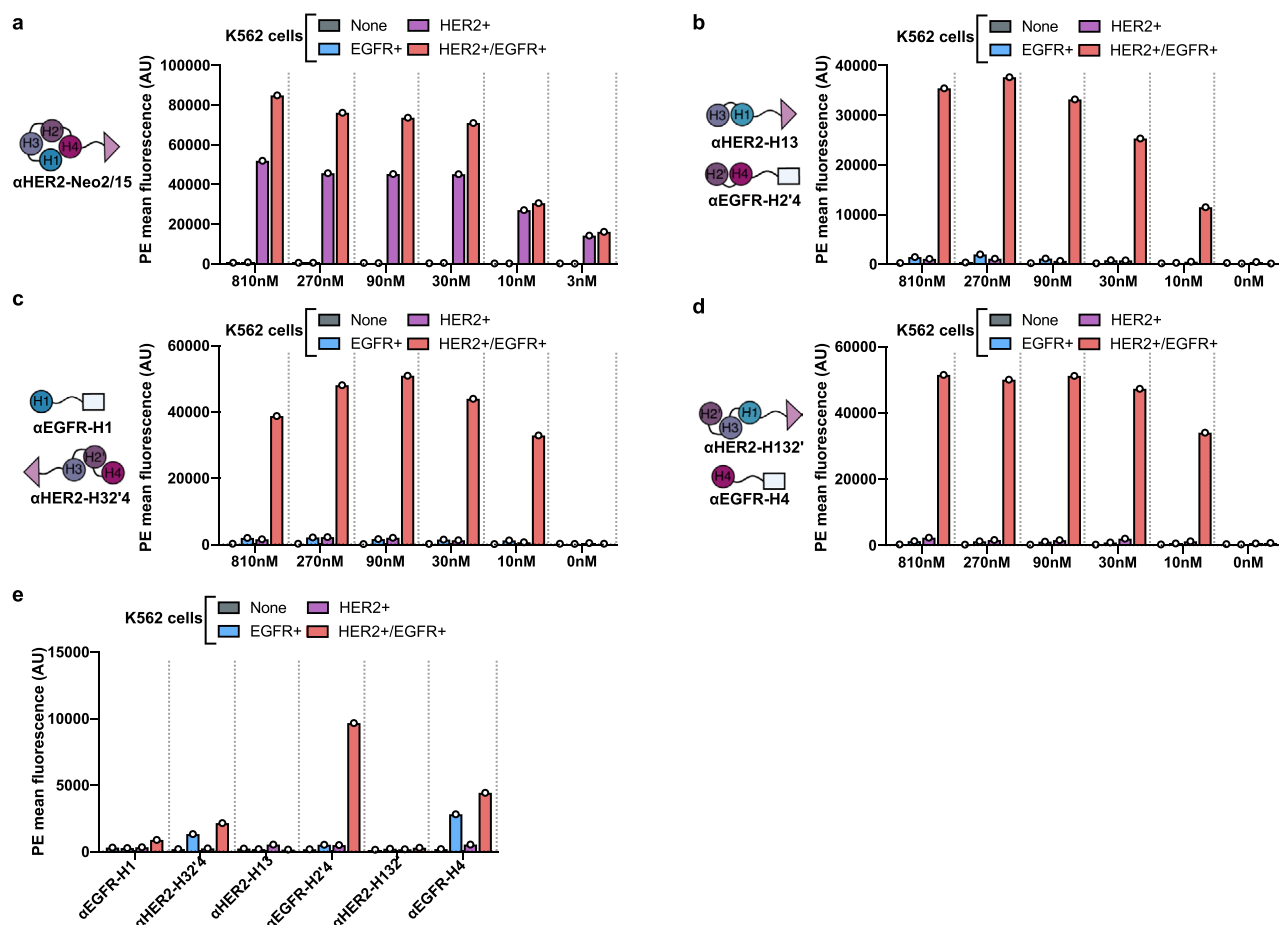 a
K562 cells
None
HER2+
EGFR+
HER2+/EGFR+
PE mean fluorescence (AU)
100000
80000
60000
40000
20000
0
810nM 270nM 90nM 30nM 10nM 3nM
H2'
H3
H4
H1
αHER2-Neo2/15
b
K562 cells
None
HER2+
EGFR+
HER2+/EGFR+
PE mean fluorescence (AU)
40000
30000
20000
10000
0
810nM 270nM 90nM 30nM 10nM 0nM
H3 H1
αHER2-H13
H2' H4
αEGFR-H2'4
c
K562 cells
None
HER2+
EGFR+
HER2+/EGFR+
PE mean fluorescence (AU)
60000
40000
20000
0
810nM 270nM 90nM 30nM 10nM 0nM
H1
αEGFR-H1
H2'
H3
H4
αHER2-H32'4
d
K562 cells
None
HER2+
EGFR+
HER2+/EGFR+
PE mean fluorescence (AU)
60000
40000
20000
0
810nM 270nM 90nM 30nM 10nM 0nM
H2' H1
H3
αHER2-H132'
H4
αEGFR-H4
e
K562 cells
None
HER2+
EGFR+
HER2+/EGFR+
PE mean fluorescence (AU)
15000
10000
5000
0
αEGFR-H1
αHER2-H32'4
αHER2-H13
αEGFR-H2'4
αHER2-H132'
αEGFR-H4